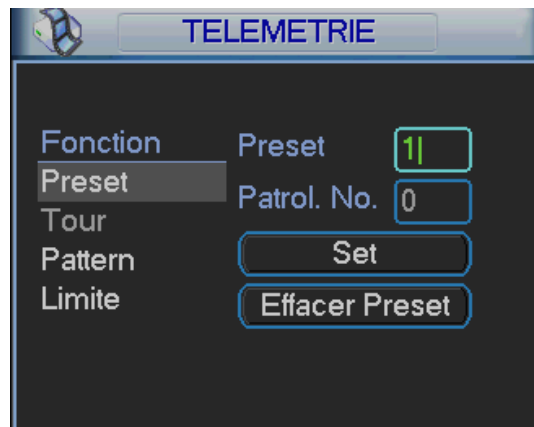 TELEMETRIE
Fonction
Preset
Tour
Pattern
Limite
Preset 1
Patrol. No. 0
Set
Effacer Preset